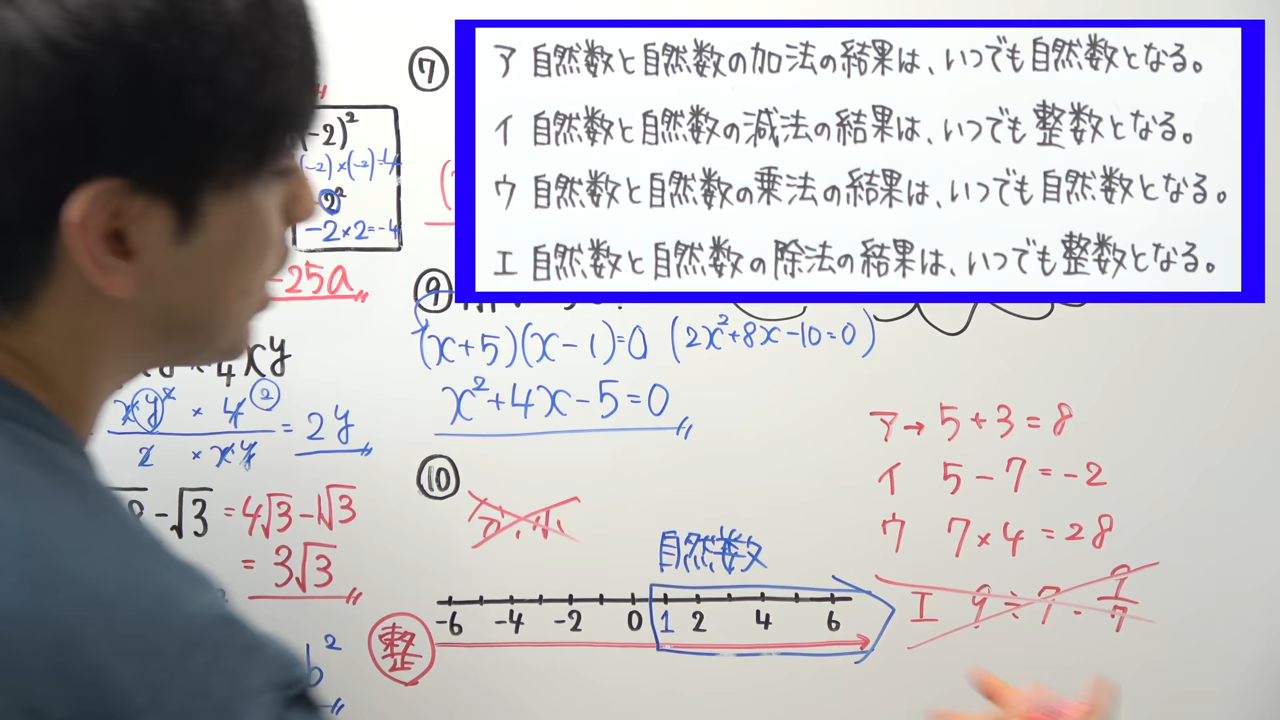 ⑦
ア 自然数と自然数の加法の結果は、いつでも自然数となる。
イ 自然数と自然数の減法の結果は、いつでも整数となる。
ウ 自然数と自然数の乗法の結果は、いつでも自然数となる。
エ 自然数と自然数の除法の結果は、いつでも整数となる。
(-2)²
(-2)×(-2)=4
2²
-2×2=-4
-25a
4xy
xy² × 4 ②
2 × xy
= 2y
-√3 = 4√3-1√3
= 3√3
b²
⑨
(x+5)(x-1)=0 (2x²+8x-10=0)
x²+4x-5=0
⑩
自然数
-6 -4 -2 0 1 2 4 6
整
ア→ 5+3=8
イ 5-7=-2
ウ 7×4=28
エ 9÷7=9/7